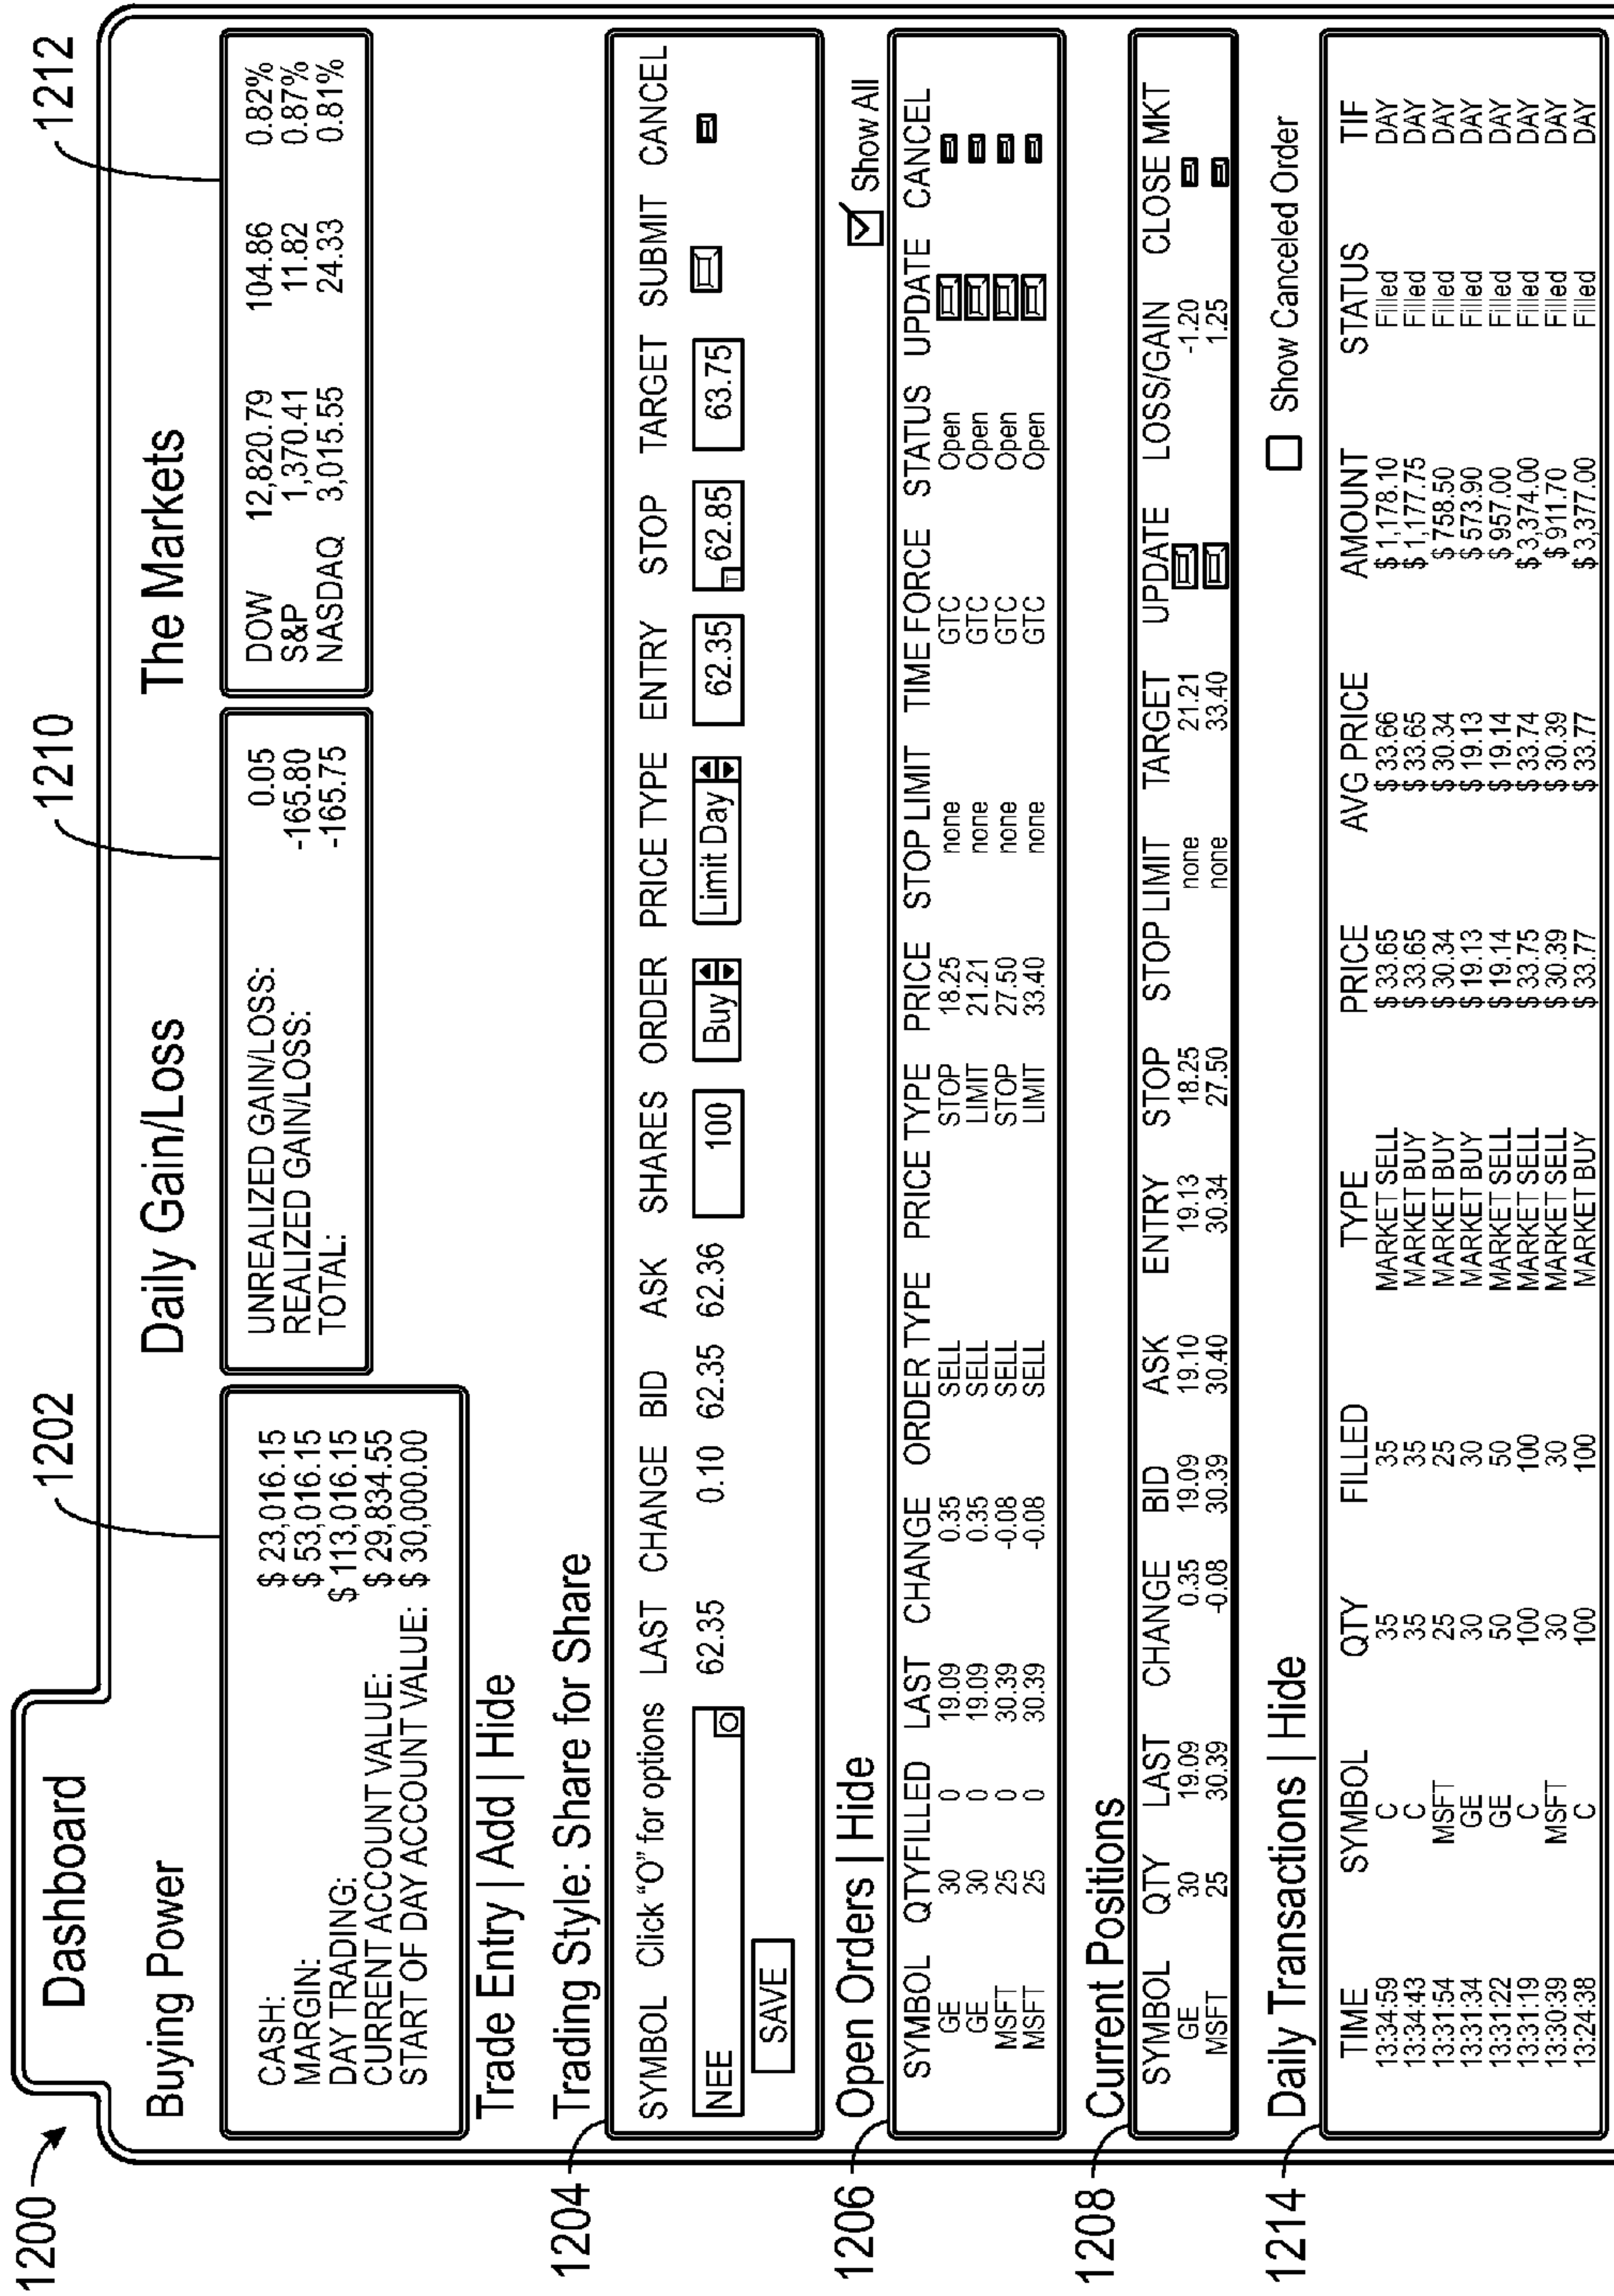 1200
Dashboard
Buying Power
Daily Gain/Loss
The Markets
1202
1210
1212
CASH: $ 23,016.15
MARGIN: $ 53,016.15
DAY TRADING: $ 113,016.15
CURRENT ACCOUNT VALUE: $ 29,834.55
START OF DAY ACCOUNT VALUE: $ 30,000.00
UNREALIZED GAIN/LOSS: 0.05
REALIZED GAIN/LOSS: -165.80
TOTAL: -165.75
DOW 12,820.79 104.86 0.82%
S&P 1,370.41 11.82 0.87%
NASDAQ 3,015.55 24.33 0.81%
Trade Entry | Add | Hide
1204
Trading Style: Share for Share
SYMBOL Click “O” for options LAST CHANGE BID ASK SHARES ORDER PRICE TYPE ENTRY STOP TARGET SUBMIT CANCEL
NEE O 62.35 0.10 62.35 62.36 100 Buy Limit Day 62.35 T 62.85 63.75
SAVE
1206
Open Orders | Hide Show All
SYMBOL QTYFILLED LAST CHANGE ORDER TYPE PRICE TYPE PRICE STOP LIMIT TIME FORCE STATUS UPDATE CANCEL
GE 30 0 19.09 0.35 SELL STOP 18.25 none GTC Open
GE 30 0 19.09 0.35 SELL LIMIT 21.21 none GTC Open
MSFT 25 0 30.39 -0.08 SELL STOP 27.50 none GTC Open
MSFT 25 0 30.39 -0.08 SELL LIMIT 33.40 none GTC Open
1208
Current Positions
SYMBOL QTY LAST CHANGE BID ASK ENTRY STOP STOP LIMIT TARGET UPDATE LOSS/GAIN CLOSE MKT
GE 30 19.09 0.35 19.09 19.10 19.13 18.25 none 21.21 -1.20
MSFT 25 30.39 -0.08 30.39 30.40 30.34 27.50 none 33.40 1.25
1214
Daily Transactions | Hide Show Canceled Order
TIME SYMBOL QTY FILLED TYPE PRICE AVG PRICE AMOUNT STATUS TIF
13:34:59 C 35 35 MARKET SELL $ 33.65 $ 33.66 $ 1,178.10 Filled DAY
13:34:43 C 35 35 MARKET BUY $ 33.65 $ 33.65 $ 1,177.75 Filled DAY
13:31:54 MSFT 25 25 MARKET BUY $ 30.34 $ 30.34 $ 758.50 Filled DAY
13:31:34 GE 30 30 MARKET BUY $ 19.13 $ 19.13 $ 573.90 Filled DAY
13:31:22 GE 50 50 MARKET SELL $ 19.14 $ 19.14 $ 957.00 Filled DAY
13:31:19 C 100 100 MARKET SELL $ 33.75 $ 33.74 $ 3,374.00 Filled DAY
13:30:39 MSFT 30 30 MARKET SELL $ 30.39 $ 30.39 $ 911.70 Filled DAY
13:24:38 C 100 100 MARKET BUY $ 33.77 $ 33.77 $ 3,377.00 Filled DAY